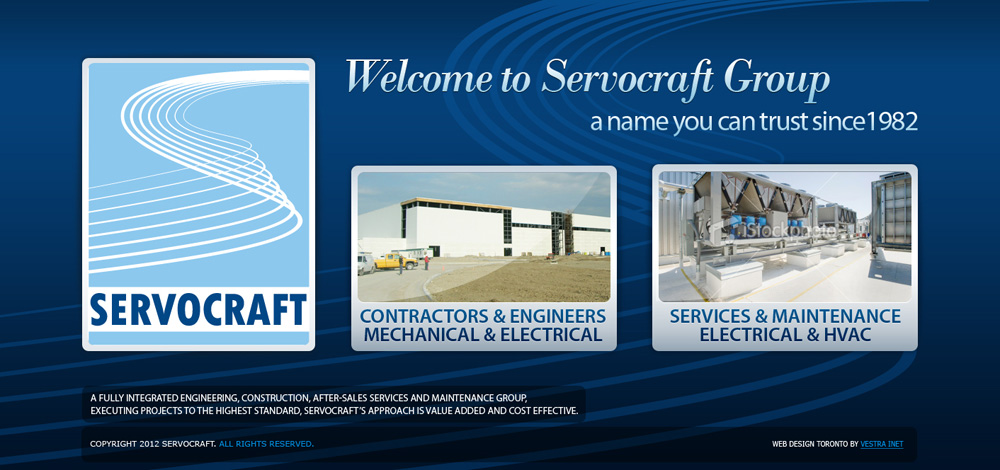 Welcome to Servocraft Group
a name you can trust since1982
SERVOCRAFT
iStockphoto
CONTRACTORS & ENGINEERS
MECHANICAL & ELECTRICAL
SERVICES & MAINTENANCE
ELECTRICAL & HVAC
A FULLY INTEGRATED ENGINEERING, CONSTRUCTION, AFTER-SALES SERVICES AND MAINTENANCE GROUP,
EXECUTING PROJECTS TO THE HIGHEST STANDARD, SERVOCRAFT'S APPROACH IS VALUE ADDED AND COST EFFECTIVE.
COPYRIGHT 2012 SERVOCRAFT. ALL RIGHTS RESERVED.
WEB DESIGN TORONTO BY VESTRA INET